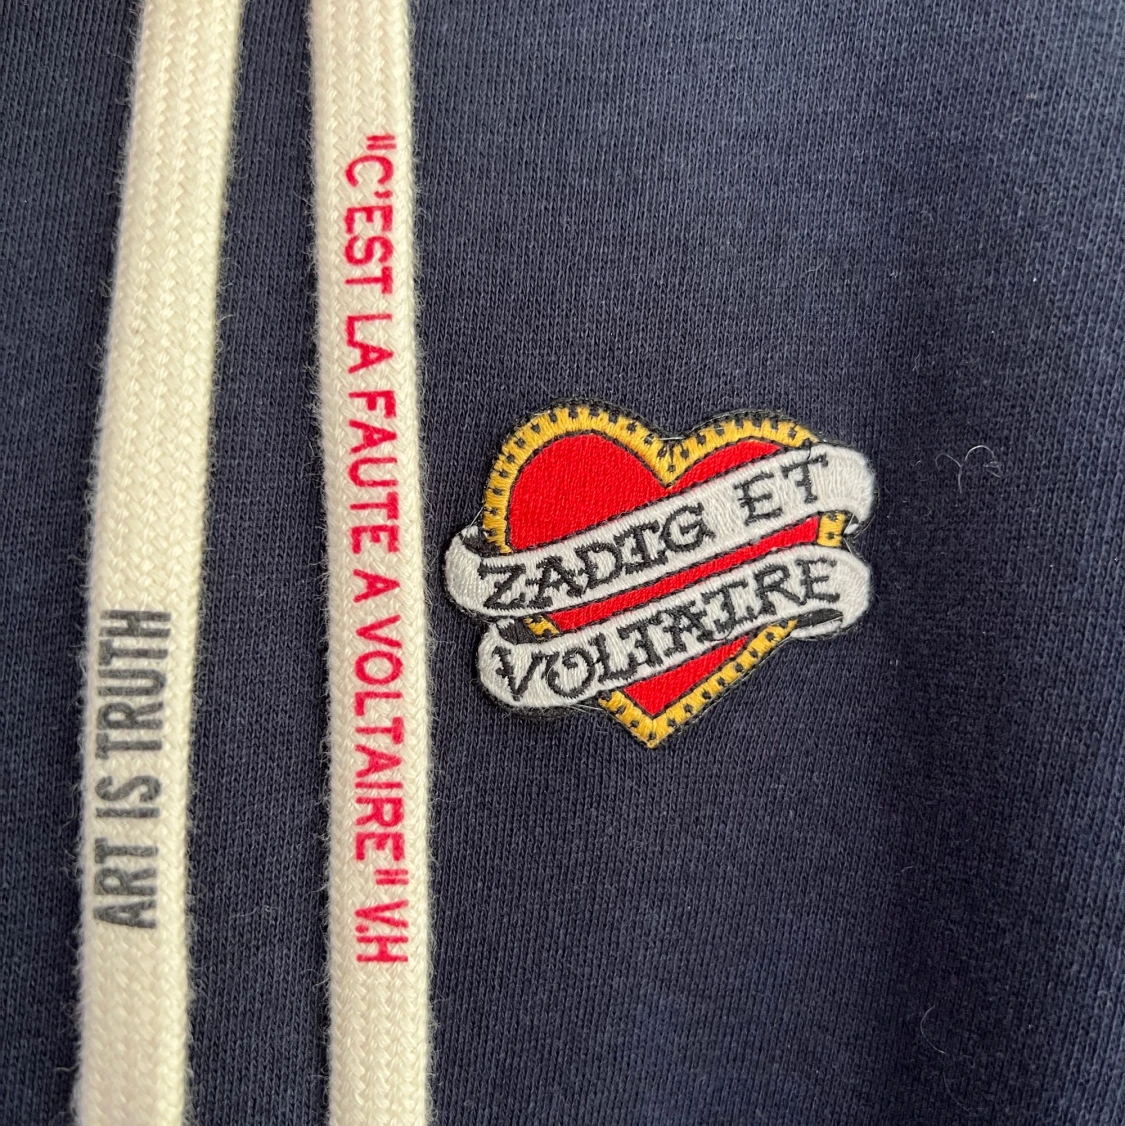 ART IS TRUTH
"C'EST LA FAUTE A VOLTAIRE" V.H
ZADIG ET
VOLTAIRE